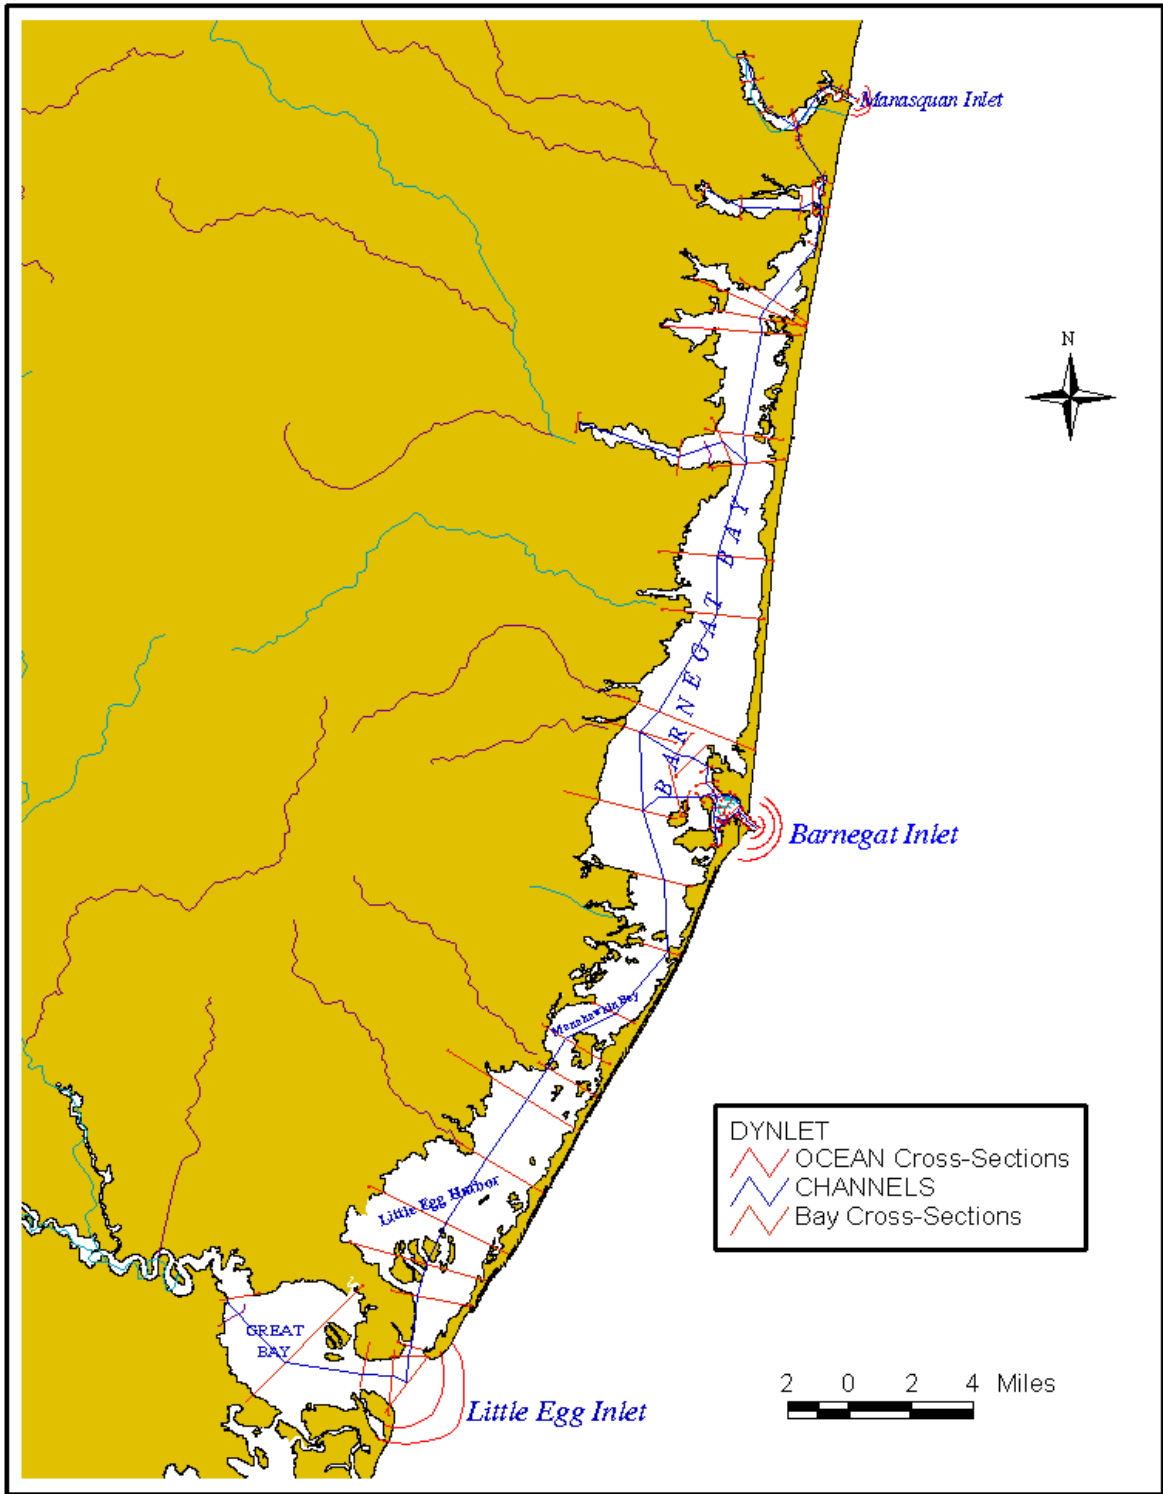 Manasquan Inlet
N
BARNEGAT BAY
Barnegat Inlet
Manahawkin Bay
DYNLET
OCEAN Cross-Sections
CHANNELS
Bay Cross-Sections
Little Egg Harbor
GREAT
BAY
2 0 2 4 Miles
Little Egg Inlet